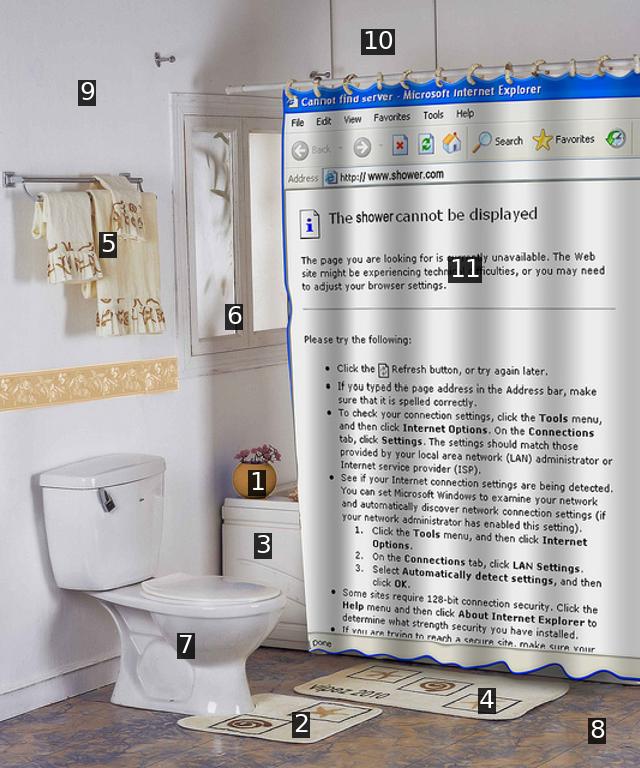 Cannot find server - Microsoft Internet Explorer
File Edit View Favorites Tools Help
Back Search Favorites
Address http://www.shower.com
The shower cannot be displayed
The page you are looking for is currently unavailable. The Web
site might be experiencing technical difficulties, or you may need
to adjust your browser settings.
Please try the following:
• Click the Refresh button, or try again later.
• If you typed the page address in the Address bar, make
sure that it is spelled correctly.
• To check your connection settings, click the Tools menu,
and then click Internet Options. On the Connections
tab, click Settings. The settings should match those
provided by your local area network (LAN) administrator or
Internet service provider (ISP).
• See if your Internet connection settings are being detected.
You can set Microsoft Windows to examine your network
and automatically discover network connection settings (if
your network administrator has enabled this setting).
1. Click the Tools menu, and then click Internet
Options.
2. On the Connections tab, click LAN Settings.
3. Select Automatically detect settings, and then
click OK.
• Some sites require 128-bit connection security. Click the
Help menu and then click About Internet Explorer to
determine what strength security you have installed.
• If you are trying to reach a secure site, make sure your
Done
2010
1
2
3
4
5
6
7
8
9
10
11